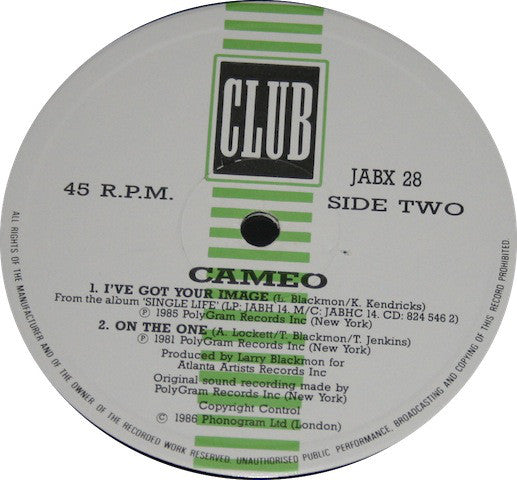 CLUB
45 R.P.M.
JABX 28
SIDE TWO
CAMEO
1. I'VE GOT YOUR IMAGE (L. Blackmon/K. Kendricks)
From the album 'SINGLE LIFE' (LP: JABH 14. M/C: JABHC 14. CD: 824 546 2)
℗ 1985 PolyGram Records Inc (New York)
2. ON THE ONE (A. Lockett/T. Blackmon/T. Jenkins)
℗ 1981 PolyGram Records Inc (New York)
Produced by Larry Blackmon for
Atlanta Artists Records Inc
Original sound recording made by
PolyGram Records Inc (New York)
Copyright Control
© 1986 Phonogram Ltd (London)
ALL RIGHTS OF THE MANUFACTURER AND OF THE OWNER OF THE RECORDED WORK RESERVED. UNAUTHORISED PUBLIC PERFORMANCE, BROADCASTING AND COPYING OF THIS RECORD PROHIBITED.